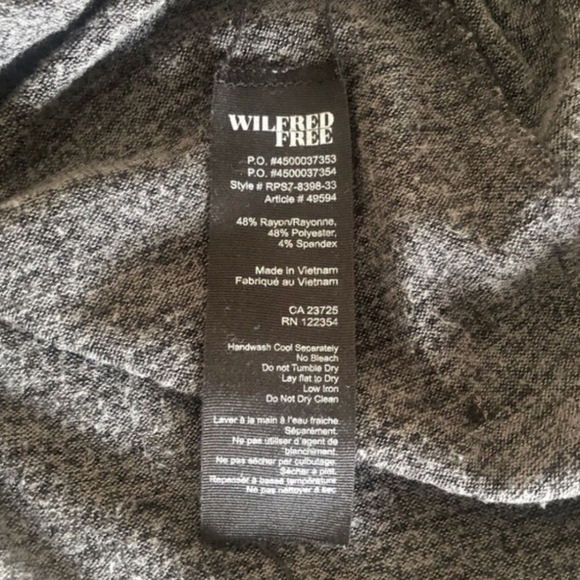 WILFRED
FREE
P.O. #4500037353
P.O. #4500037354
Style # RPS7-8398-33
Article # 49594
48% Rayon/Rayonne,
48% Polyester,
4% Spandex
Made in Vietnam
Fabriqué au Vietnam
CA 23725
RN 122354
Handwash Cool Separately
No Bleach
Do not Tumble Dry
Lay flat to Dry
Low Iron
Do Not Dry Clean
Laver à la main à l'eau fraîche
Séparément.
Ne pas utiliser d'agent de
blanchiment.
Ne pas sécher par culbutage.
Sécher à plat.
Repasser à basse température
Ne pas nettoyer à sec